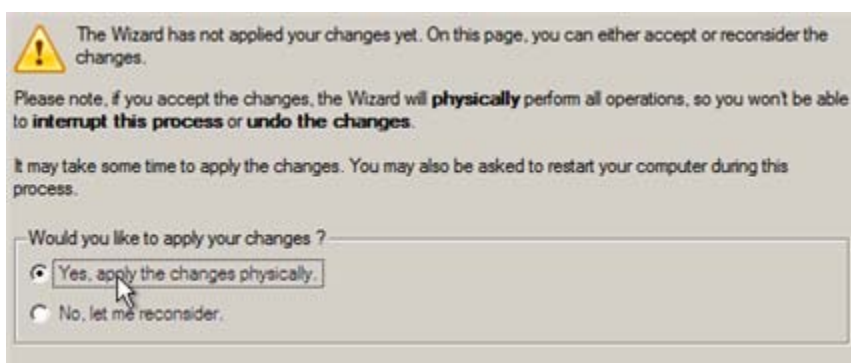 The Wizard has not applied your changes yet. On this page, you can either accept or reconsider the
changes.
Please note, if you accept the changes, the Wizard will physically perform all operations, so you won't be able
to interrupt this process or undo the changes.
It may take some time to apply the changes. You may also be asked to restart your computer during this
process.
Would you like to apply your changes ?
Yes, apply the changes physically.
No, let me reconsider.